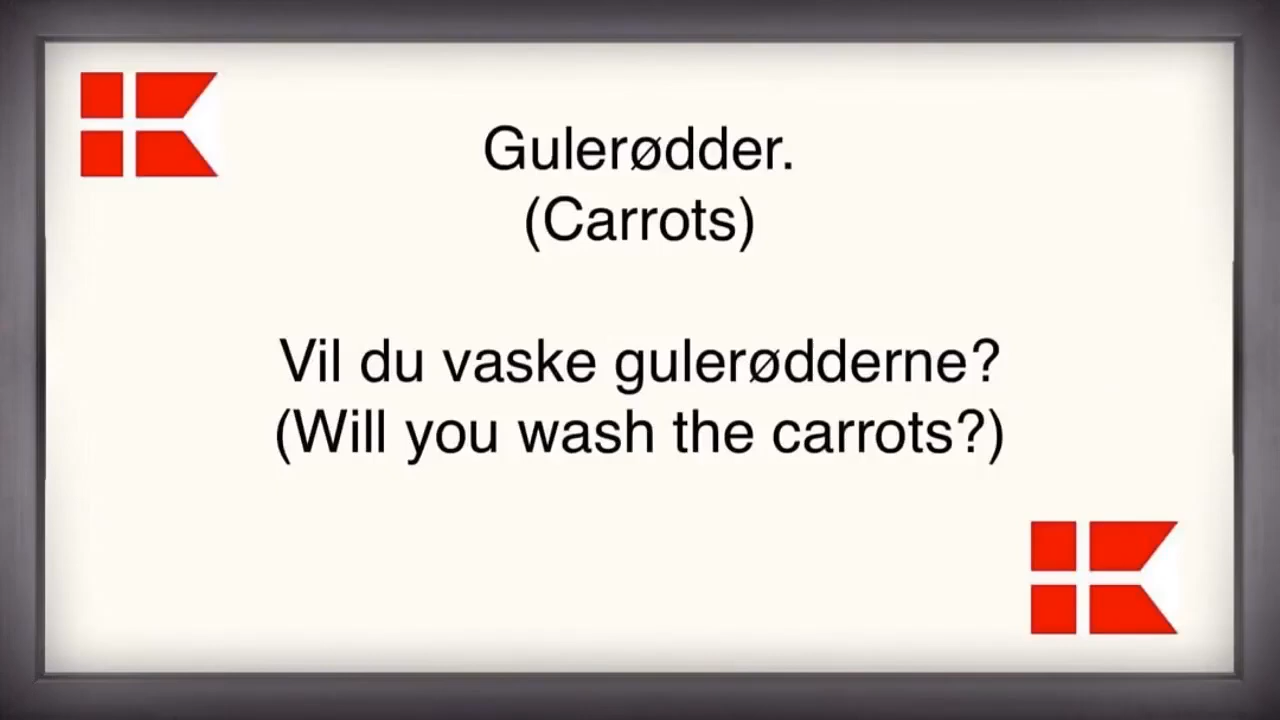 Gulerødder.
(Carrots)
Vil du vaske gulerødderne?
(Will you wash the carrots?)